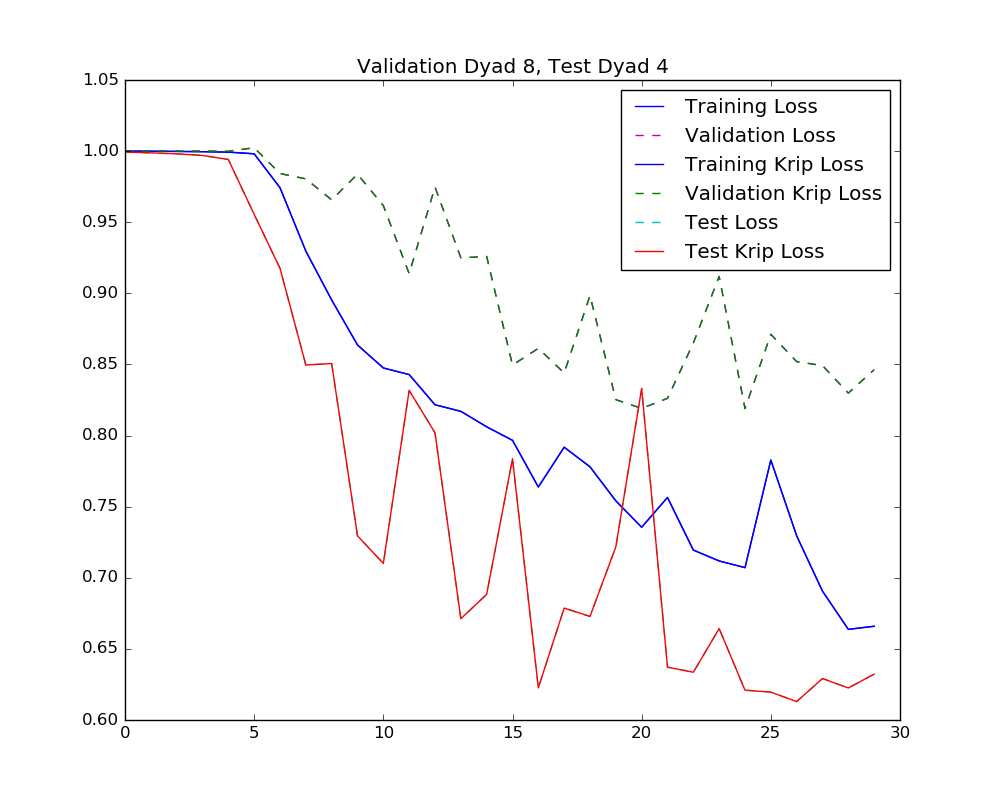 Validation Dyad 8, Test Dyad 4
1.05
1.00
0.95
0.90
0.85
0.80
0.75
0.70
0.65
0.60
Training Loss
Validation Loss
Training Krip Loss
Validation Krip Loss
Test Loss
Test Krip Loss
0 5 10 15 20 25 30